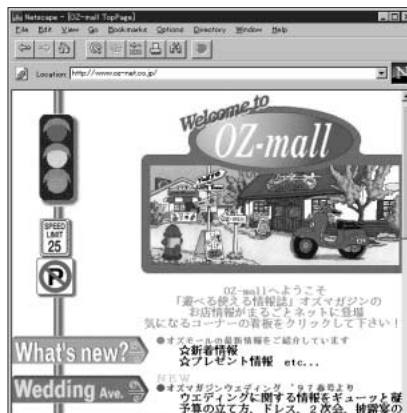 Netscape - [OZ-mall TopPage]
File Edit View Go Bookmarks Options Directory Window Help
Location: http://www.oz-net.co.jp/
N
Welcome to
OZ-mall
SPEED
LIMIT
25
P
OZ-mallへようこそ
「遊べる使える情報誌」オズマガジンの
お店情報がまるごとネットに登場
気になるコーナーの看板をクリックして下さい!
What's new?
●オズモールの最新情報をご紹介しています
☆新着情報
☆プレゼント情報 etc...
NEW
Wedding Ave.
●オズマガジンウェディング '97春号より
ウエディングに関する情報をギューッと凝
予算の立て方、ドレス、2次会、披露宴の